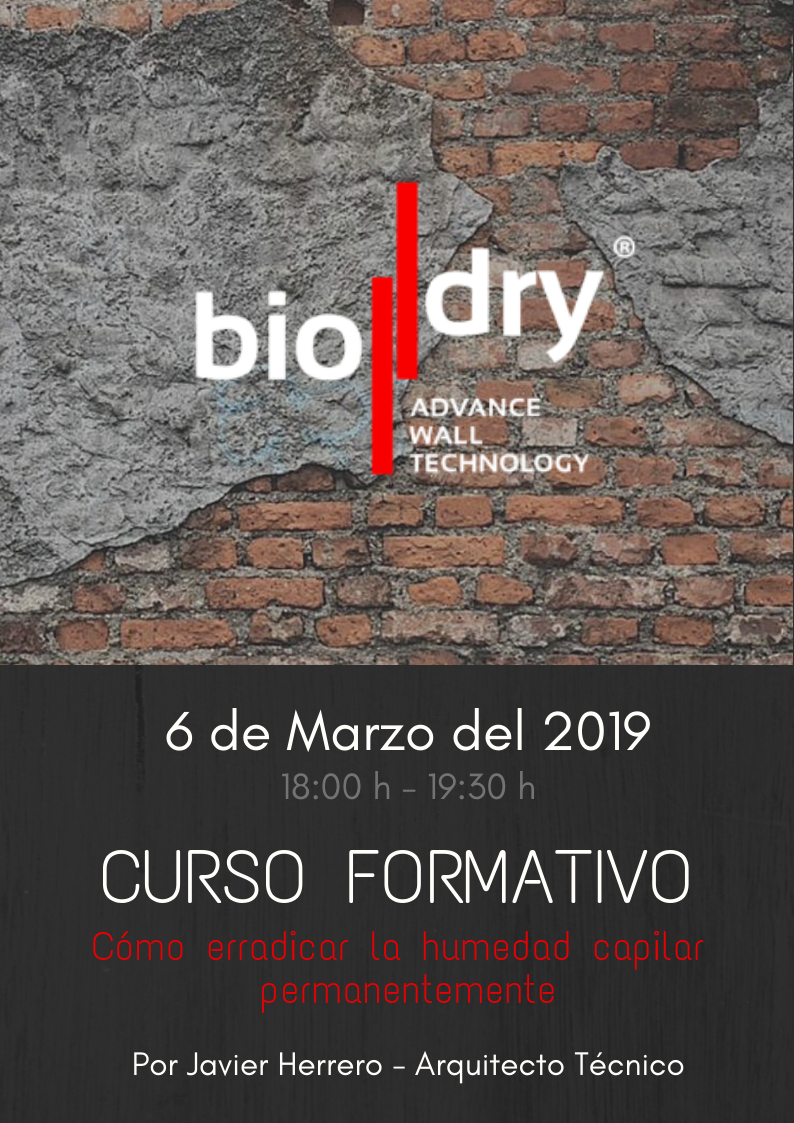 bio dry ®
ADVANCE
WALL
TECHNOLOGY
6 de Marzo del 2019
18:00 h - 19:30 h
CURSO FORMATIVO
Cómo erradicar la humedad capilar
permanentemente
Por Javier Herrero - Arquitecto Técnico